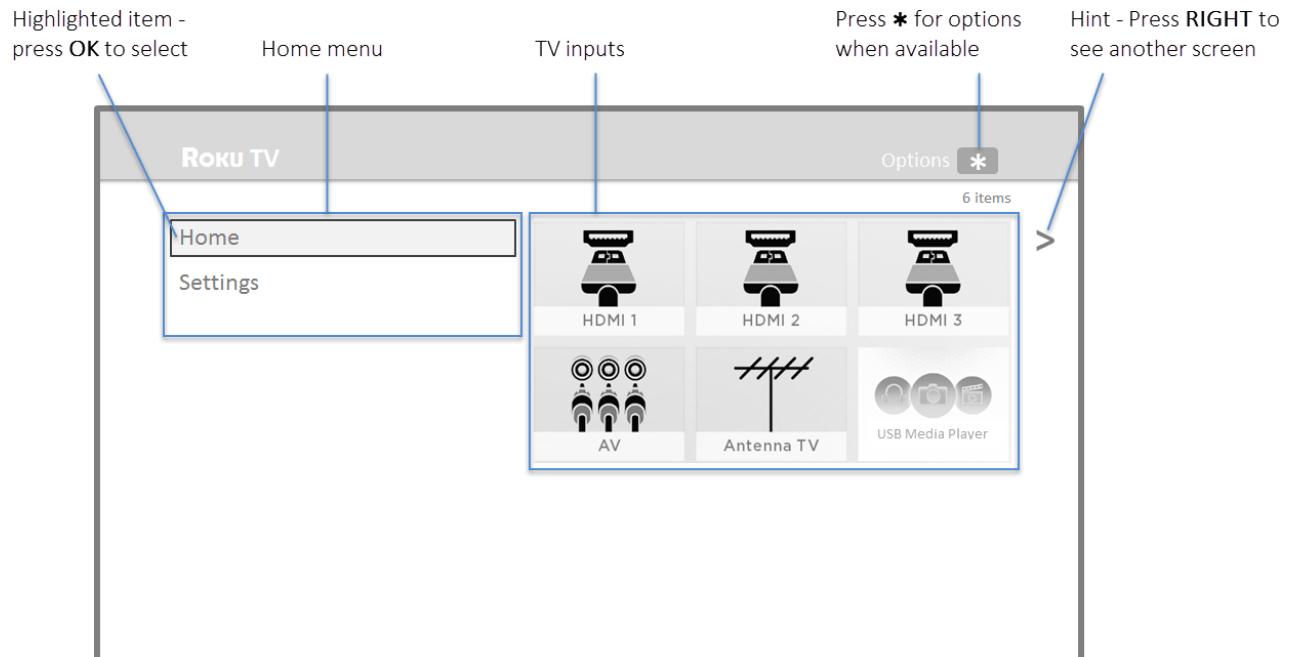 Highlighted item -
press OK to select
Home menu
TV inputs
Press ✱ for options
when available
Hint - Press RIGHT to
see another screen
ROKU TV
Options ✱
6 items
Home
Settings
>
HDMI 1
HDMI 2
HDMI 3
AV
Antenna TV
USB Media Player